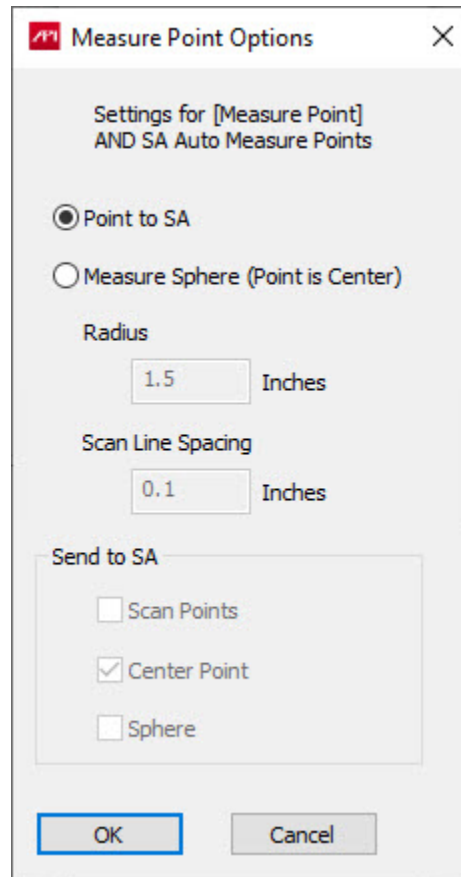 API Measure Point Options
Settings for [Measure Point]
AND SA Auto Measure Points
Point to SA
Measure Sphere (Point is Center)
Radius
1.5 Inches
Scan Line Spacing
0.1 Inches
Send to SA
Scan Points
Center Point
Sphere
OK Cancel